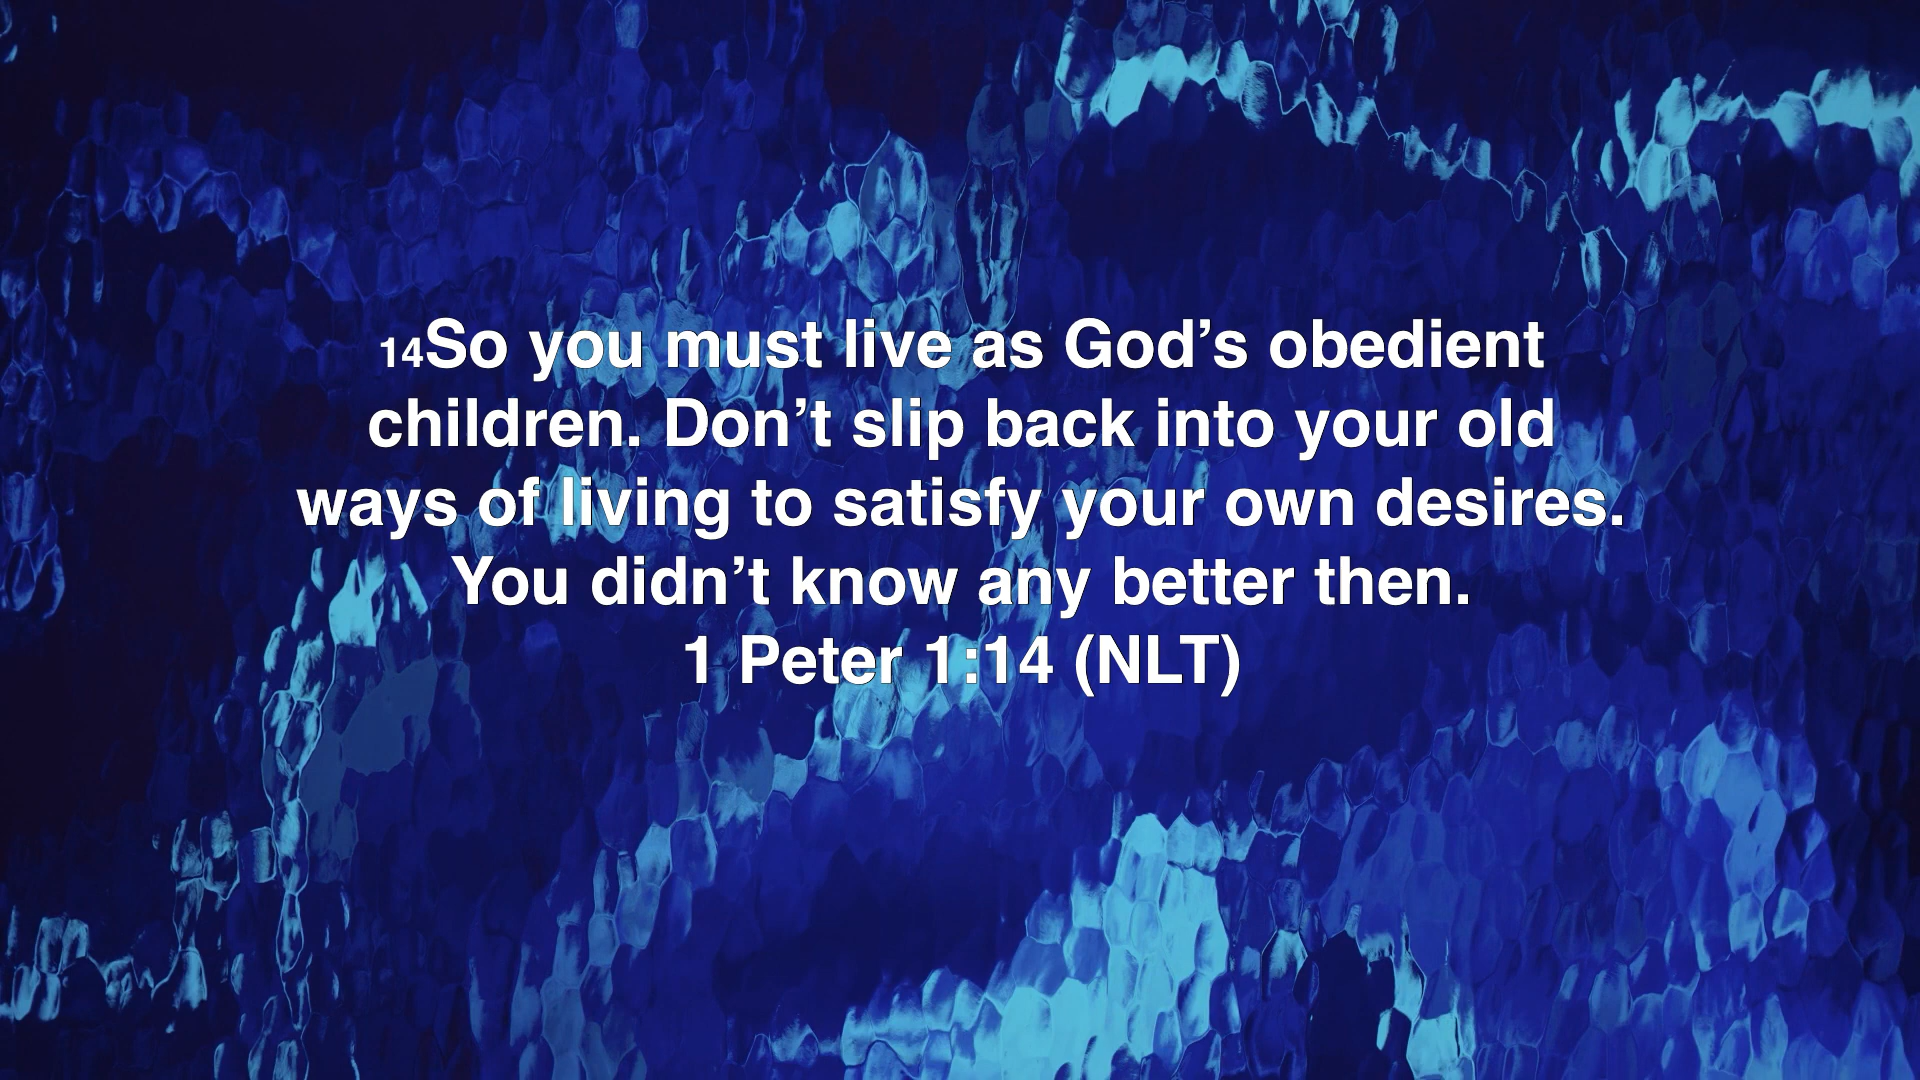 14So you must live as God’s obedient
children. Don’t slip back into your old
ways of living to satisfy your own desires.
You didn’t know any better then.
1 Peter 1:14 (NLT)